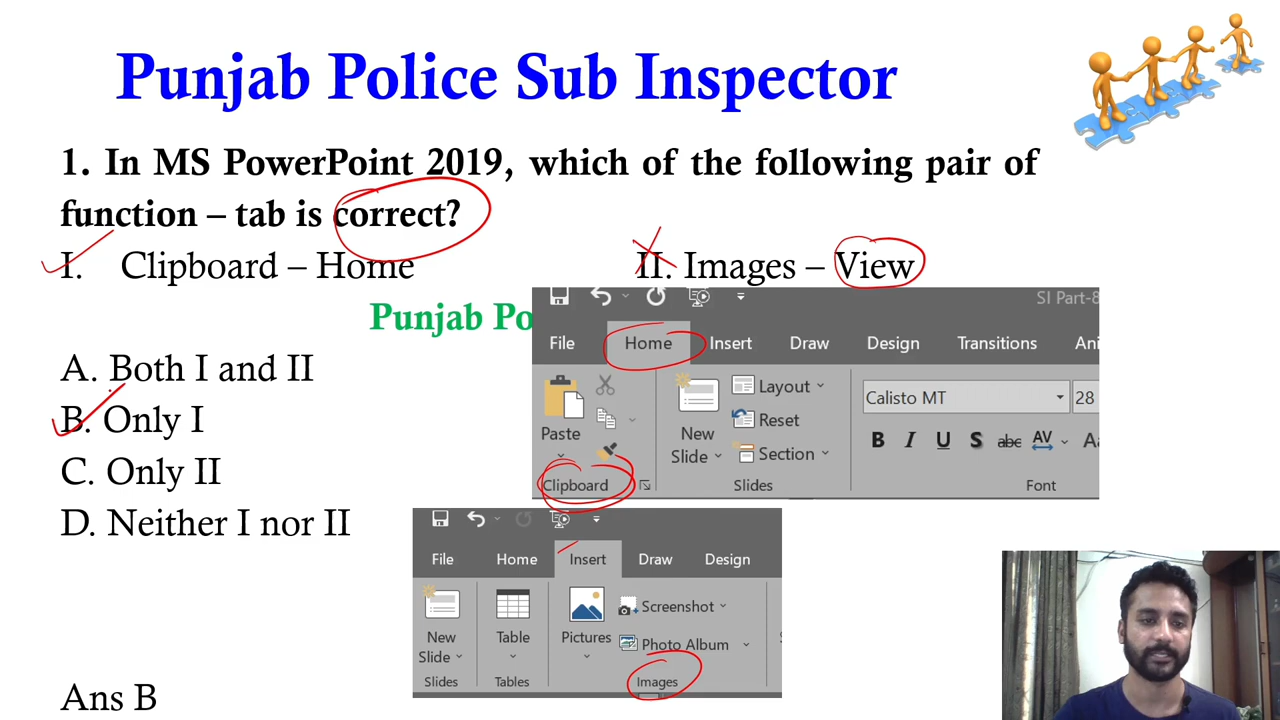 Punjab Police Sub Inspector
1. In MS PowerPoint 2019, which of the following pair of
function – tab is correct?
I. Clipboard – Home
II. Images – View
Punjab
A. Both I and II
B. Only I
C. Only II
D. Neither I nor II
SI Part-8
File Home Insert Draw Design Transitions
Paste
New
Slide
Layout
Reset
Section
Calisto MT 28
B I U S abc AV
Clipboard Slides Font
File Home Insert Draw Design
New
Slide
Table
Pictures
Screenshot
Photo Album
Slides Tables Images
Ans B